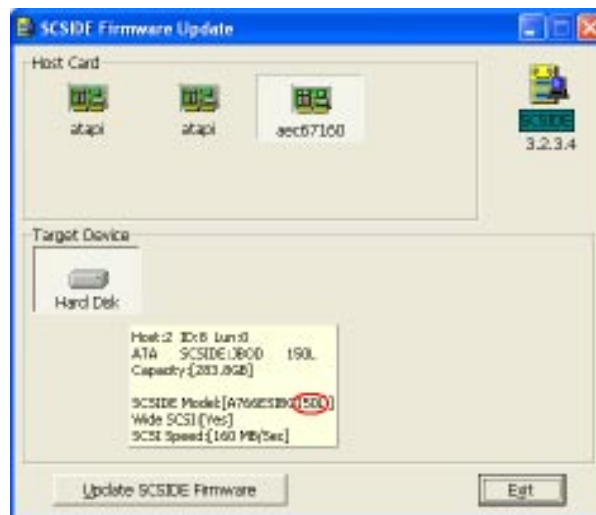 SCSIDE Firmware Update
Host Card
atapi
atapi
aec67160
SCSIDE
3.2.3.4
Target Device
Hard Disk
Host:2 ID:6 Lun:0
ATA SCSIDE:JBOD 150L
Capacity:[283.8GB]
SCSIDE Model:[
Wide SCSI:[Yes]
SCSI Speed:[160 MB/Sec]
Update SCSIDE Firmware
Exit